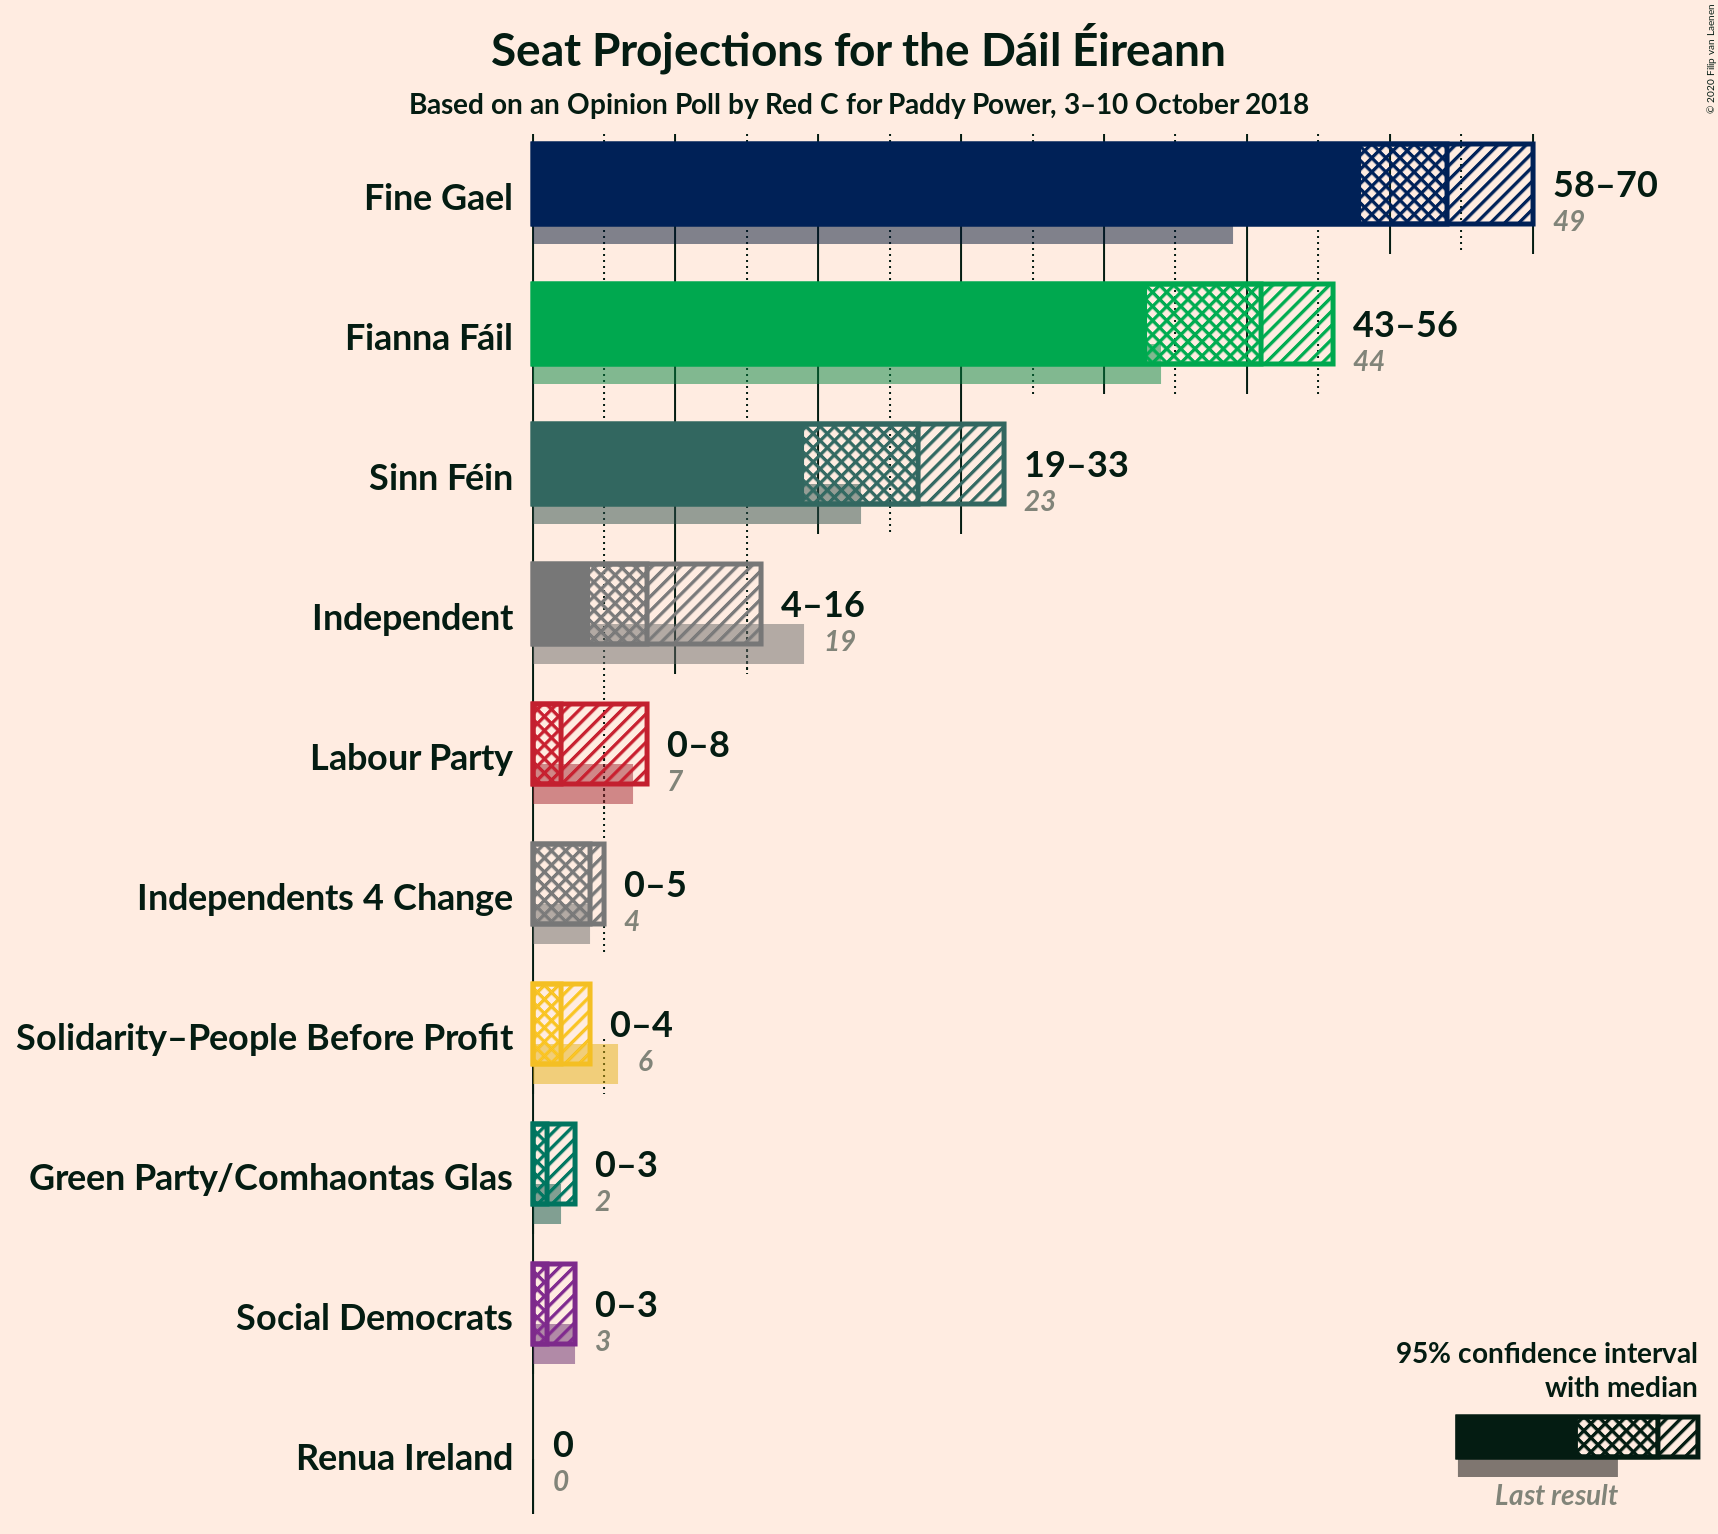 Seat Projections for the Dáil Éireann
Based on an Opinion Poll by Red C for Paddy Power, 3–10 October 2018
© 2020 Filip van Laenen
Fine Gael
58–70
49
Fianna Fáil
43–56
44
Sinn Féin
19–33
23
Independent
4–16
19
Labour Party
0–8
7
Independents 4 Change
0–5
4
Solidarity–People Before Profit
0–4
6
Green Party/Comhaontas Glas
0–3
2
Social Democrats
0–3
3
Renua Ireland
0
0
95% confidence interval
with median
Last result